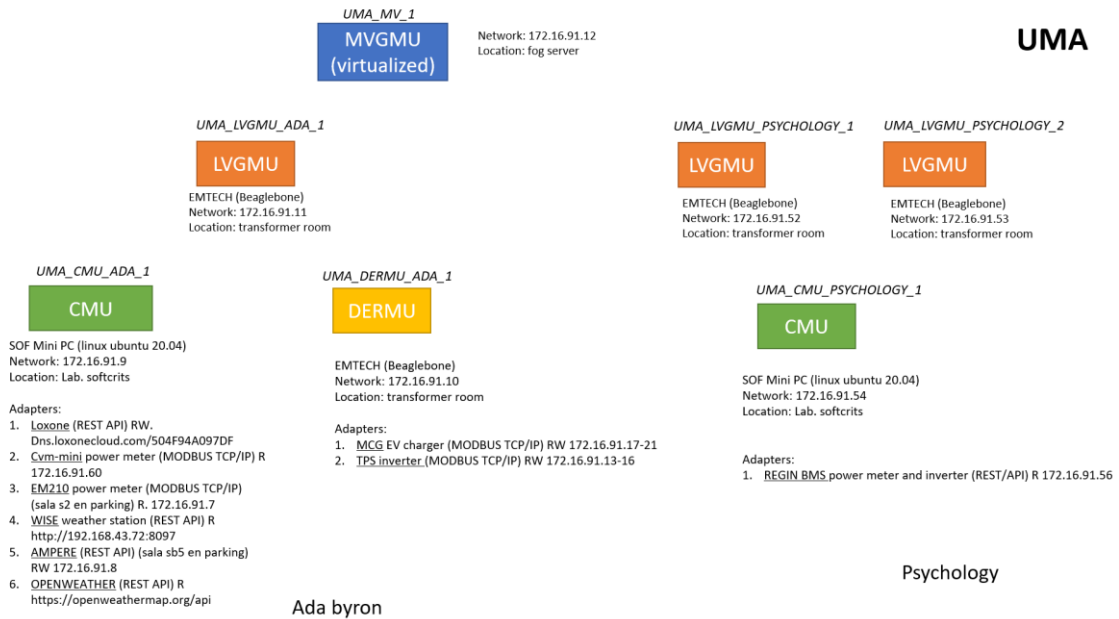 UMA_MV_1
MVGMU
(virtualized)
Network: 172.16.91.12
Location: fog server
UMA
UMA_LVGMU_ADA_1
LVGMU
EMTECH (Beaglebone)
Network: 172.16.91.11
Location: transformer room
UMA_LVGMU_PSYCHOLOGY_1
LVGMU
EMTECH (Beaglebone)
Network: 172.16.91.52
Location: transformer room
UMA_LVGMU_PSYCHOLOGY_2
LVGMU
EMTECH (Beaglebone)
Network: 172.16.91.53
Location: transformer room
UMA_CMU_ADA_1
CMU
SOF Mini PC (linux ubuntu 20.04)
Network: 172.16.91.9
Location: Lab. softcrits
Adapters:
1. Loxone (REST API) RW.
Dns.loxonecloud.com/504F94A097DF
2. Cvm-mini power meter (MODBUS TCP/IP) R
172.16.91.60
3. EM210 power meter (MODBUS TCP/IP)
(sala s2 en parking) R. 172.16.91.7
4. WISE weather station (REST API) R
http://192.168.43.72:8097
5. AMPERE (REST API) (sala sb5 en parking)
RW 172.16.91.8
6. OPENWEATHER (REST API) R
https://openweathermap.org/api
UMA_DERMU_ADA_1
DERMU
EMTECH (Beaglebone)
Network: 172.16.91.10
Location: transformer room
Adapters:
1. MCG EV charger (MODBUS TCP/IP) RW 172.16.91.17-21
2. TPS inverter (MODBUS TCP/IP) RW 172.16.91.13-16
UMA_CMU_PSYCHOLOGY_1
CMU
SOF Mini PC (linux ubuntu 20.04)
Network: 172.16.91.54
Location: Lab. softcrits
Adapters:
1. REGIN BMS power meter and inverter (REST/API) R 172.16.91.56
Ada byron
Psychology